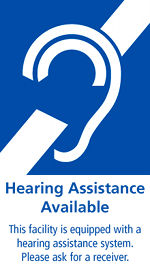 Hearing Assistance
Available
This facility is equipped with a
hearing assistance system.
Please ask for a receiver.